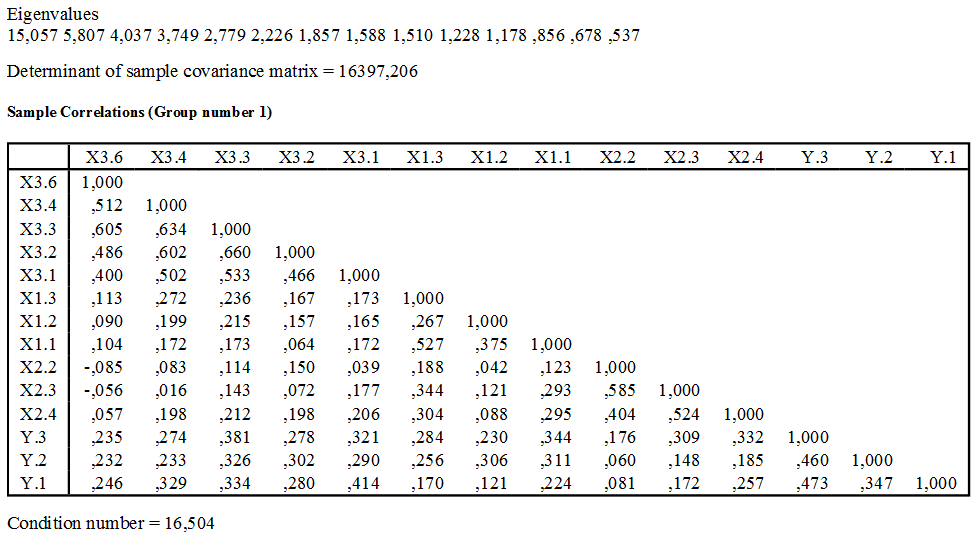 Eigenvalues
15,057 5,807 4,037 3,749 2,779 2,226 1,857 1,588 1,510 1,228 1,178 ,856 ,678 ,537
Determinant of sample covariance matrix = 16397,206
Sample Correlations (Group number 1)
X3.6 X3.4 X3.3 X3.2 X3.1 X1.3 X1.2 X1.1 X2.2 X2.3 X2.4 Y.3 Y.2 Y.1
X3.6 1,000
X3.4 ,512 1,000
X3.3 ,605 ,634 1,000
X3.2 ,486 ,602 ,660 1,000
X3.1 ,400 ,502 ,533 ,466 1,000
X1.3 ,113 ,272 ,236 ,167 ,173 1,000
X1.2 ,090 ,199 ,215 ,157 ,165 ,267 1,000
X1.1 ,104 ,172 ,173 ,064 ,172 ,527 ,375 1,000
X2.2 -,085 ,083 ,114 ,150 ,039 ,188 ,042 ,123 1,000
X2.3 -,056 ,016 ,143 ,072 ,177 ,344 ,121 ,293 ,585 1,000
X2.4 ,057 ,198 ,212 ,198 ,206 ,304 ,088 ,295 ,404 ,524 1,000
Y.3 ,235 ,274 ,381 ,278 ,321 ,284 ,230 ,344 ,176 ,309 ,332 1,000
Y.2 ,232 ,233 ,326 ,302 ,290 ,256 ,306 ,311 ,060 ,148 ,185 ,460 1,000
Y.1 ,246 ,329 ,334 ,280 ,414 ,170 ,121 ,224 ,081 ,172 ,257 ,473 ,347 1,000
Condition number = 16,504